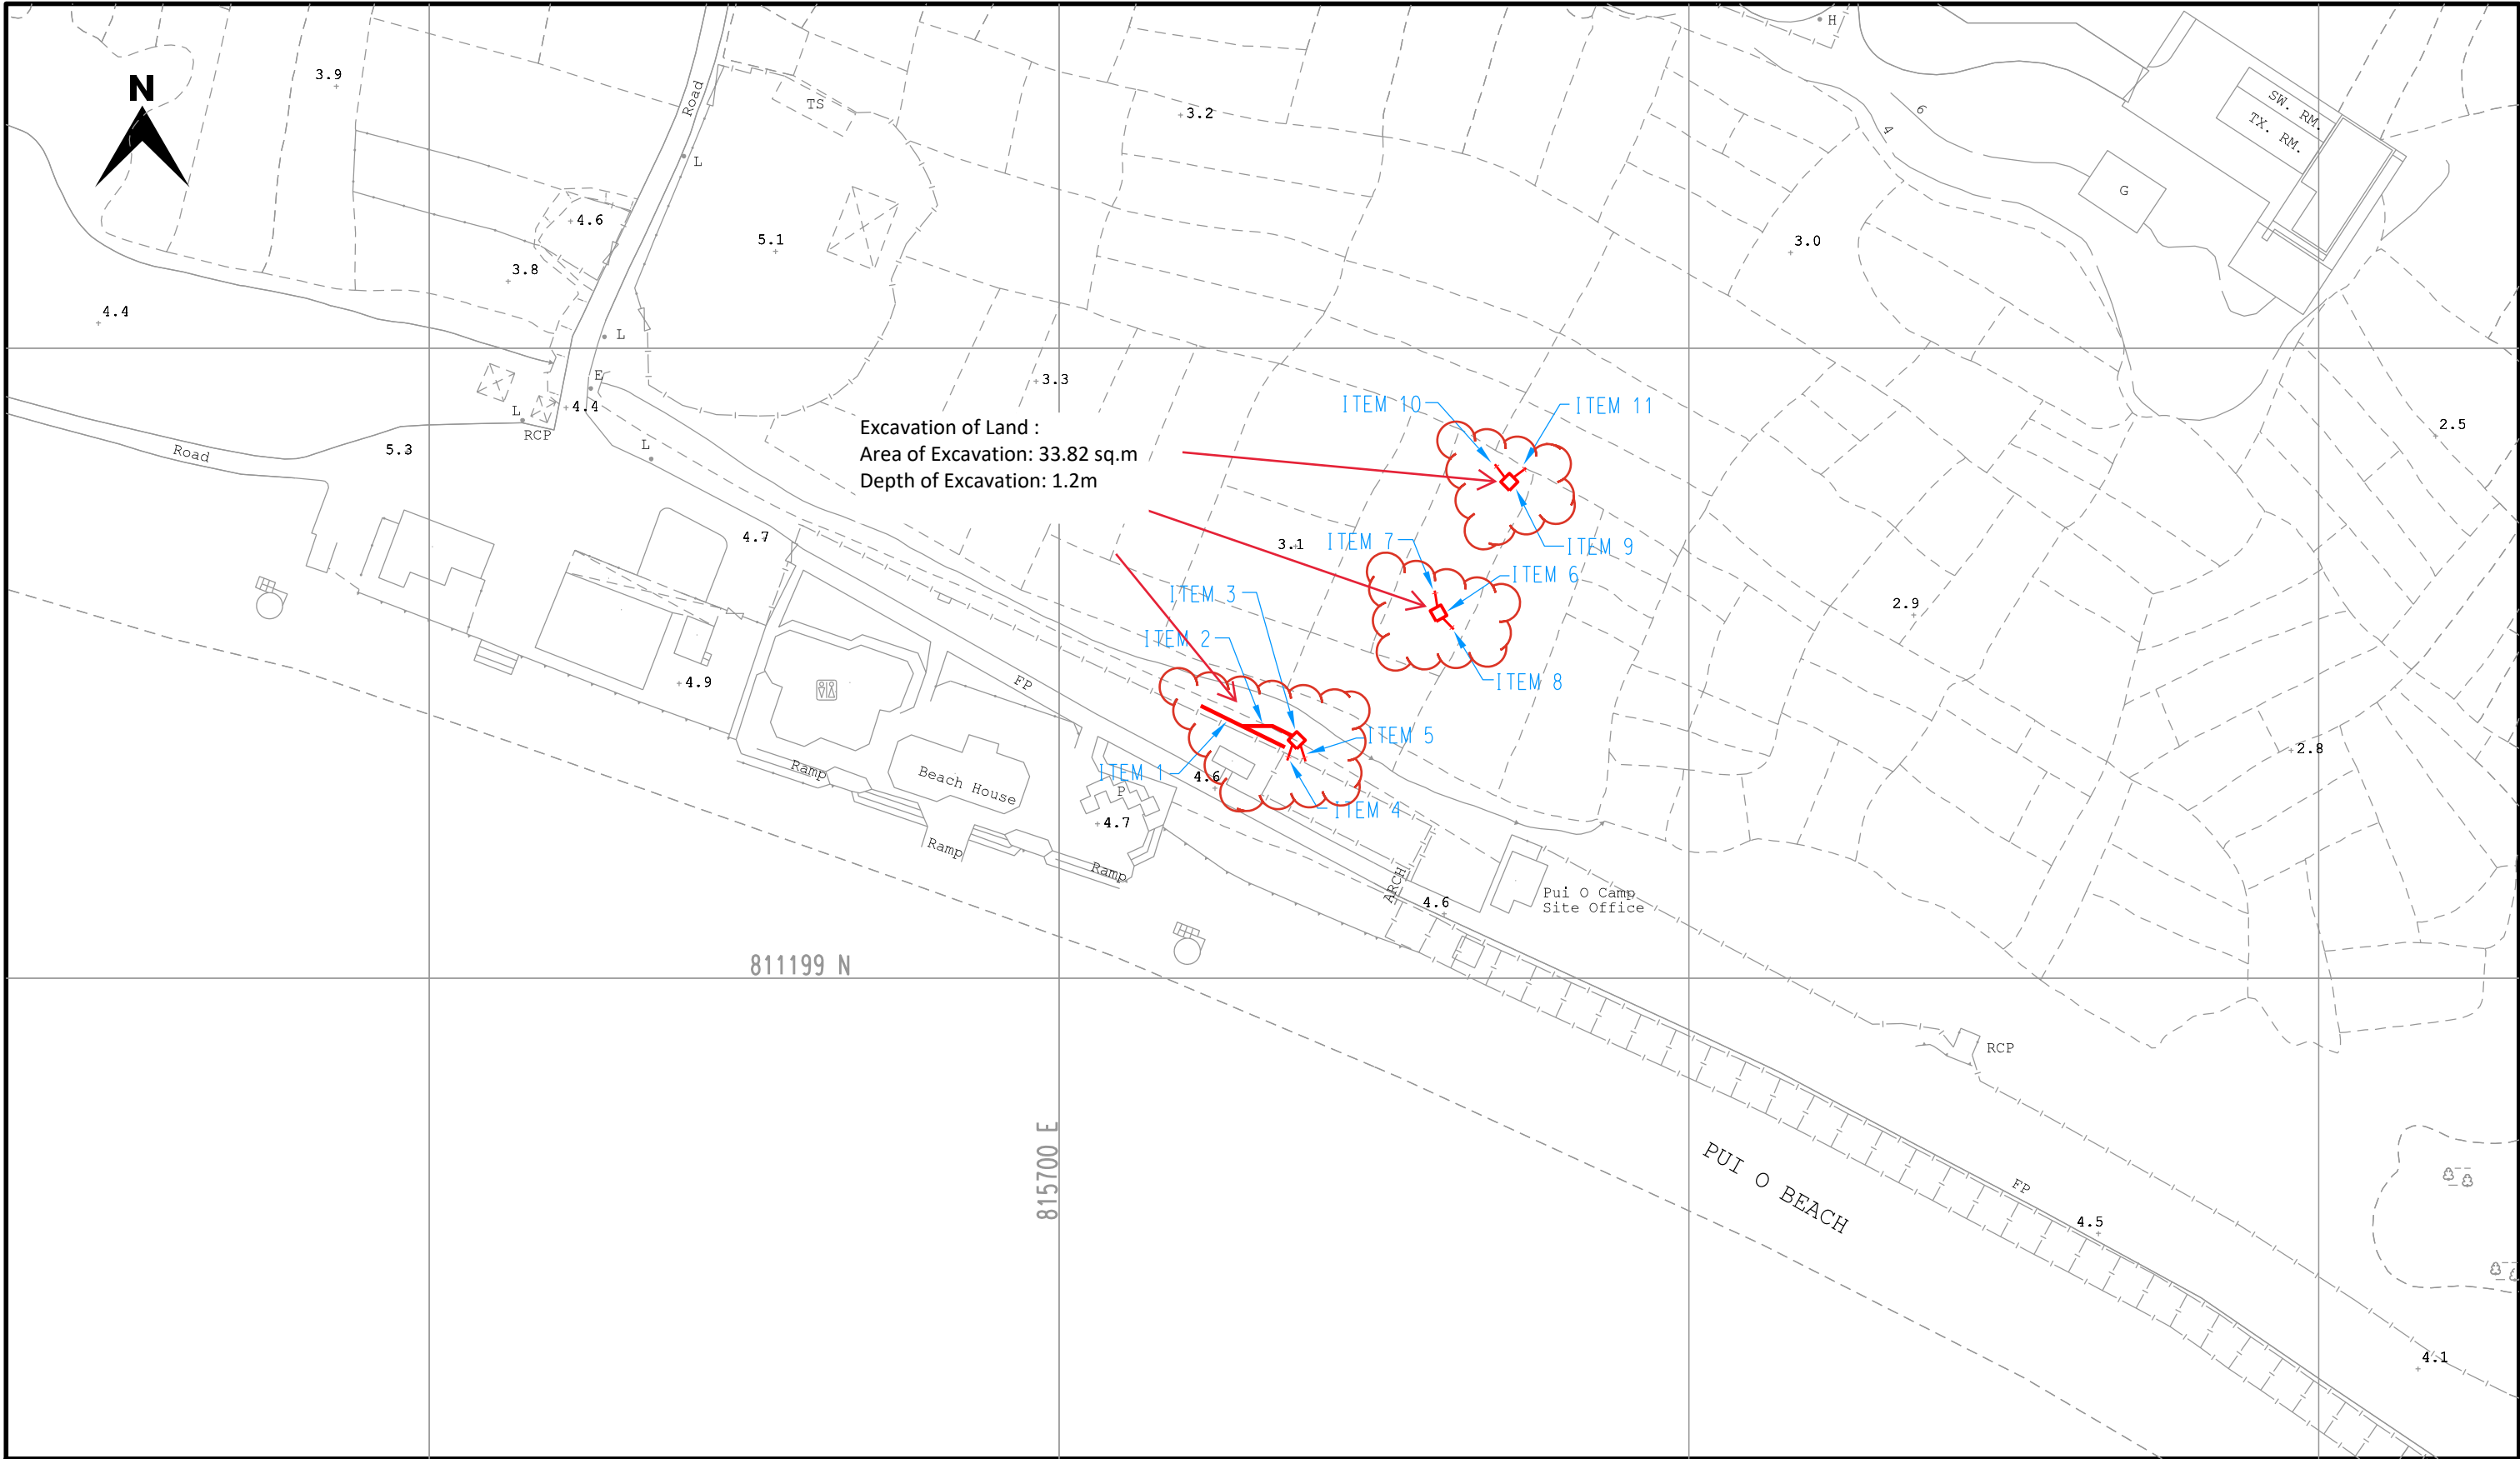 H
3.9
N
Road
TS
3.2
6
4
SW. RM.
TX. RM.
L
G
4.6
5.1
3.0
3.8
4.4
L
E
3.3
L
4.4
RCP
ITEM 10
ITEM 11
2.5
Road
5.3
L
Excavation of Land :
Area of Excavation: 33.82 sq.m
Depth of Excavation: 1.2m
4.7
3.1
ITEM 7
ITEM 9
ITEM 6
ITEM 3
2.9
ITEM 2
4.9
FP
ITEM 8
ITEM 5
2.8
Ramp
Beach House
ITEM 1
4.6
P
4.7
ITEM 4
Ramp
Ramp
ARCH
4.6
Pui O Camp
Site Office
811199 N
RCP
815700 E
PUI O BEACH
FP
4.5
4.1